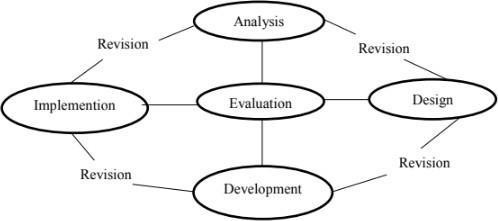 Analysis
Revision
Revision
Implemention
Evaluation
Design
Revision
Revision
Development